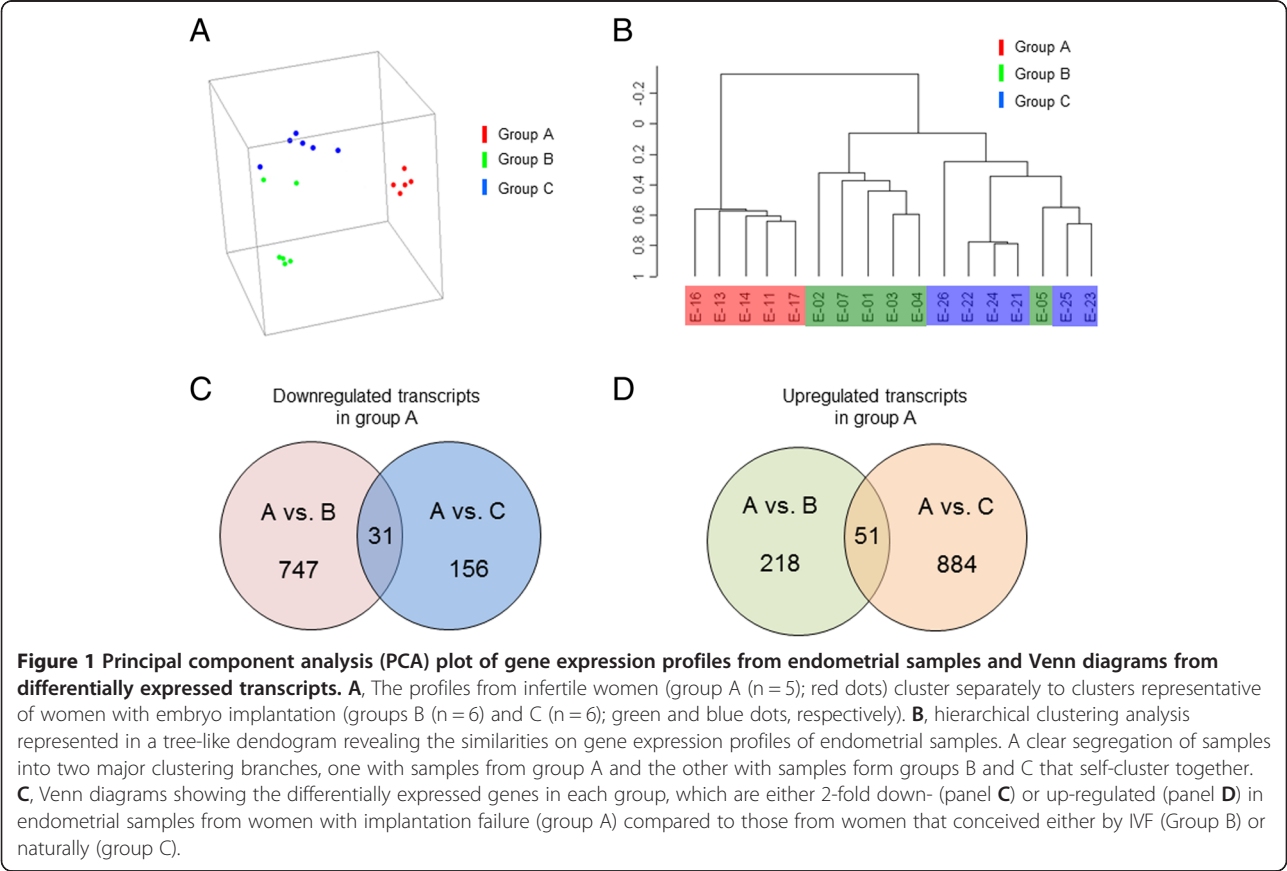 A
Group A
Group B
Group C
B
Group A
Group B
Group C
-0.2
0
0.2
0.4
0.6
0.8
1
E-16
E-13
E-14
E-11
E-17
E-02
E-07
E-01
E-03
E-04
E-26
E-22
E-24
E-21
E-05
E-25
E-23
C
Downregulated transcripts
in group A
A vs. B
747
31
A vs. C
156
D
Upregulated transcripts
in group A
A vs. B
218
51
A vs. C
884
Figure 1 Principal component analysis (PCA) plot of gene expression profiles from endometrial samples and Venn diagrams from
differentially expressed transcripts. A, The profiles from infertile women (group A (n = 5); red dots) cluster separately to clusters representative
of women with embryo implantation (groups B (n = 6) and C (n = 6); green and blue dots, respectively). B, hierarchical clustering analysis
represented in a tree-like dendogram revealing the similarities on gene expression profiles of endometrial samples. A clear segregation of samples
into two major clustering branches, one with samples from group A and the other with samples form groups B and C that self-cluster together.
C, Venn diagrams showing the differentially expressed genes in each group, which are either 2-fold down- (panel C) or up-regulated (panel D) in
endometrial samples from women with implantation failure (group A) compared to those from women that conceived either by IVF (Group B) or
naturally (group C).